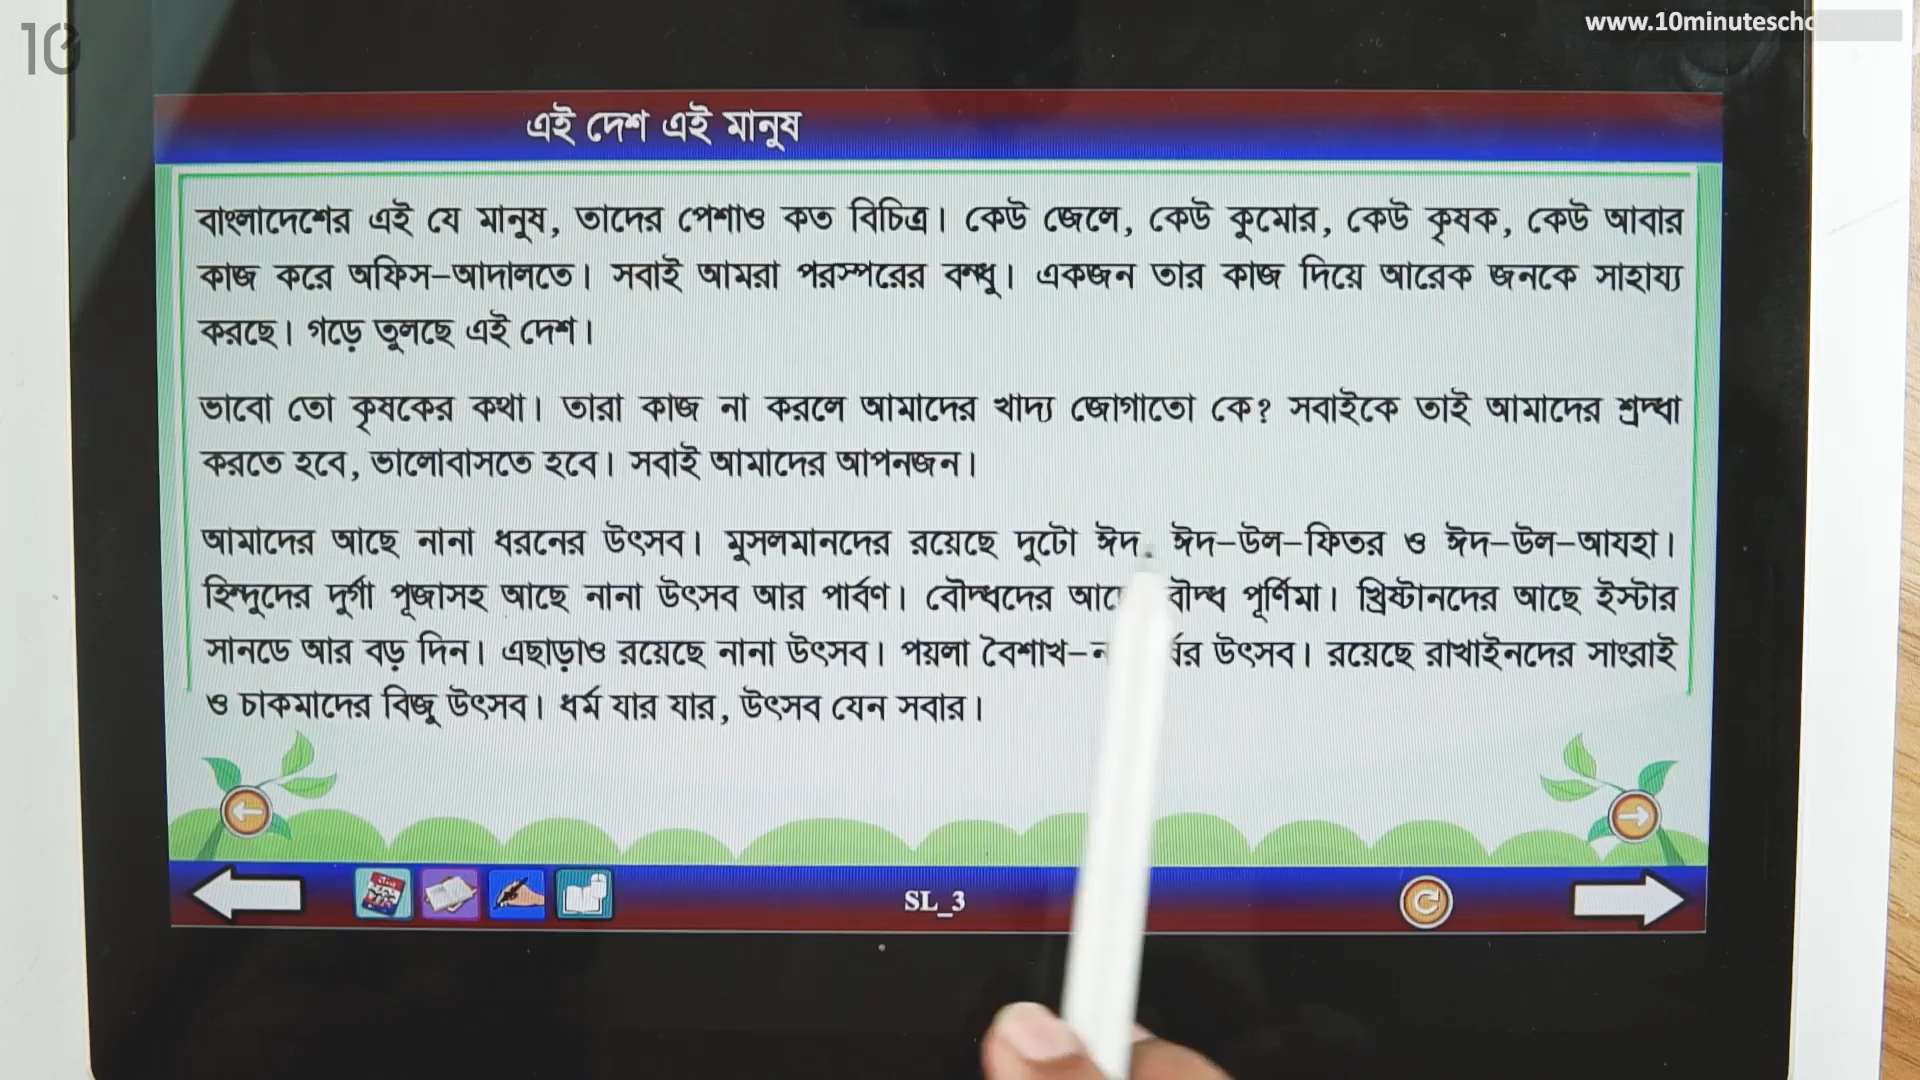 10
www.10minutescho
এই দেশ এই মানুষ
বাংলাদেশের এই যে মানুষ, তাদের পেশাও কত বিচিত্র। কেউ জেলে, কেউ কুমোর, কেউ কৃষক, কেউ আবার
কাজ করে অফিস-আদালতে। সবাই আমরা পরস্পরের বন্ধু। একজন তার কাজ দিয়ে আরেক জনকে সাহায্য
করছে। গড়ে তুলছে এই দেশ।
ভাবো তো কৃষকের কথা। তারা কাজ না করলে আমাদের খাদ্য জোগাতো কে? সবাইকে তাই আমাদের শ্রদ্ধা
করতে হবে, ভালোবাসতে হবে। সবাই আমাদের আপনজন।
আমাদের আছে নানা ধরনের উৎসব। মুসলমানদের রয়েছে দুটো ঈদ, ঈদ-উল-ফিতর ও ঈদ-উল-আযহা।
হিন্দুদের দুর্গা পূজাসহ আছে নানা উৎসব আর পার্বণ। বৌদ্ধদের পূর্ণিমা। খ্রিষ্টানদের আছে ইস্টার
সানডে আর বড় দিন। এছাড়াও রয়েছে নানা উৎসব। পয়লা বৈশাখ- উৎসব। রয়েছে রাখাইনদের সাংরাই
ও চাকমাদের বিজু উৎসব। ধর্ম যার যার, উৎসব যেন সবার।
SL_3